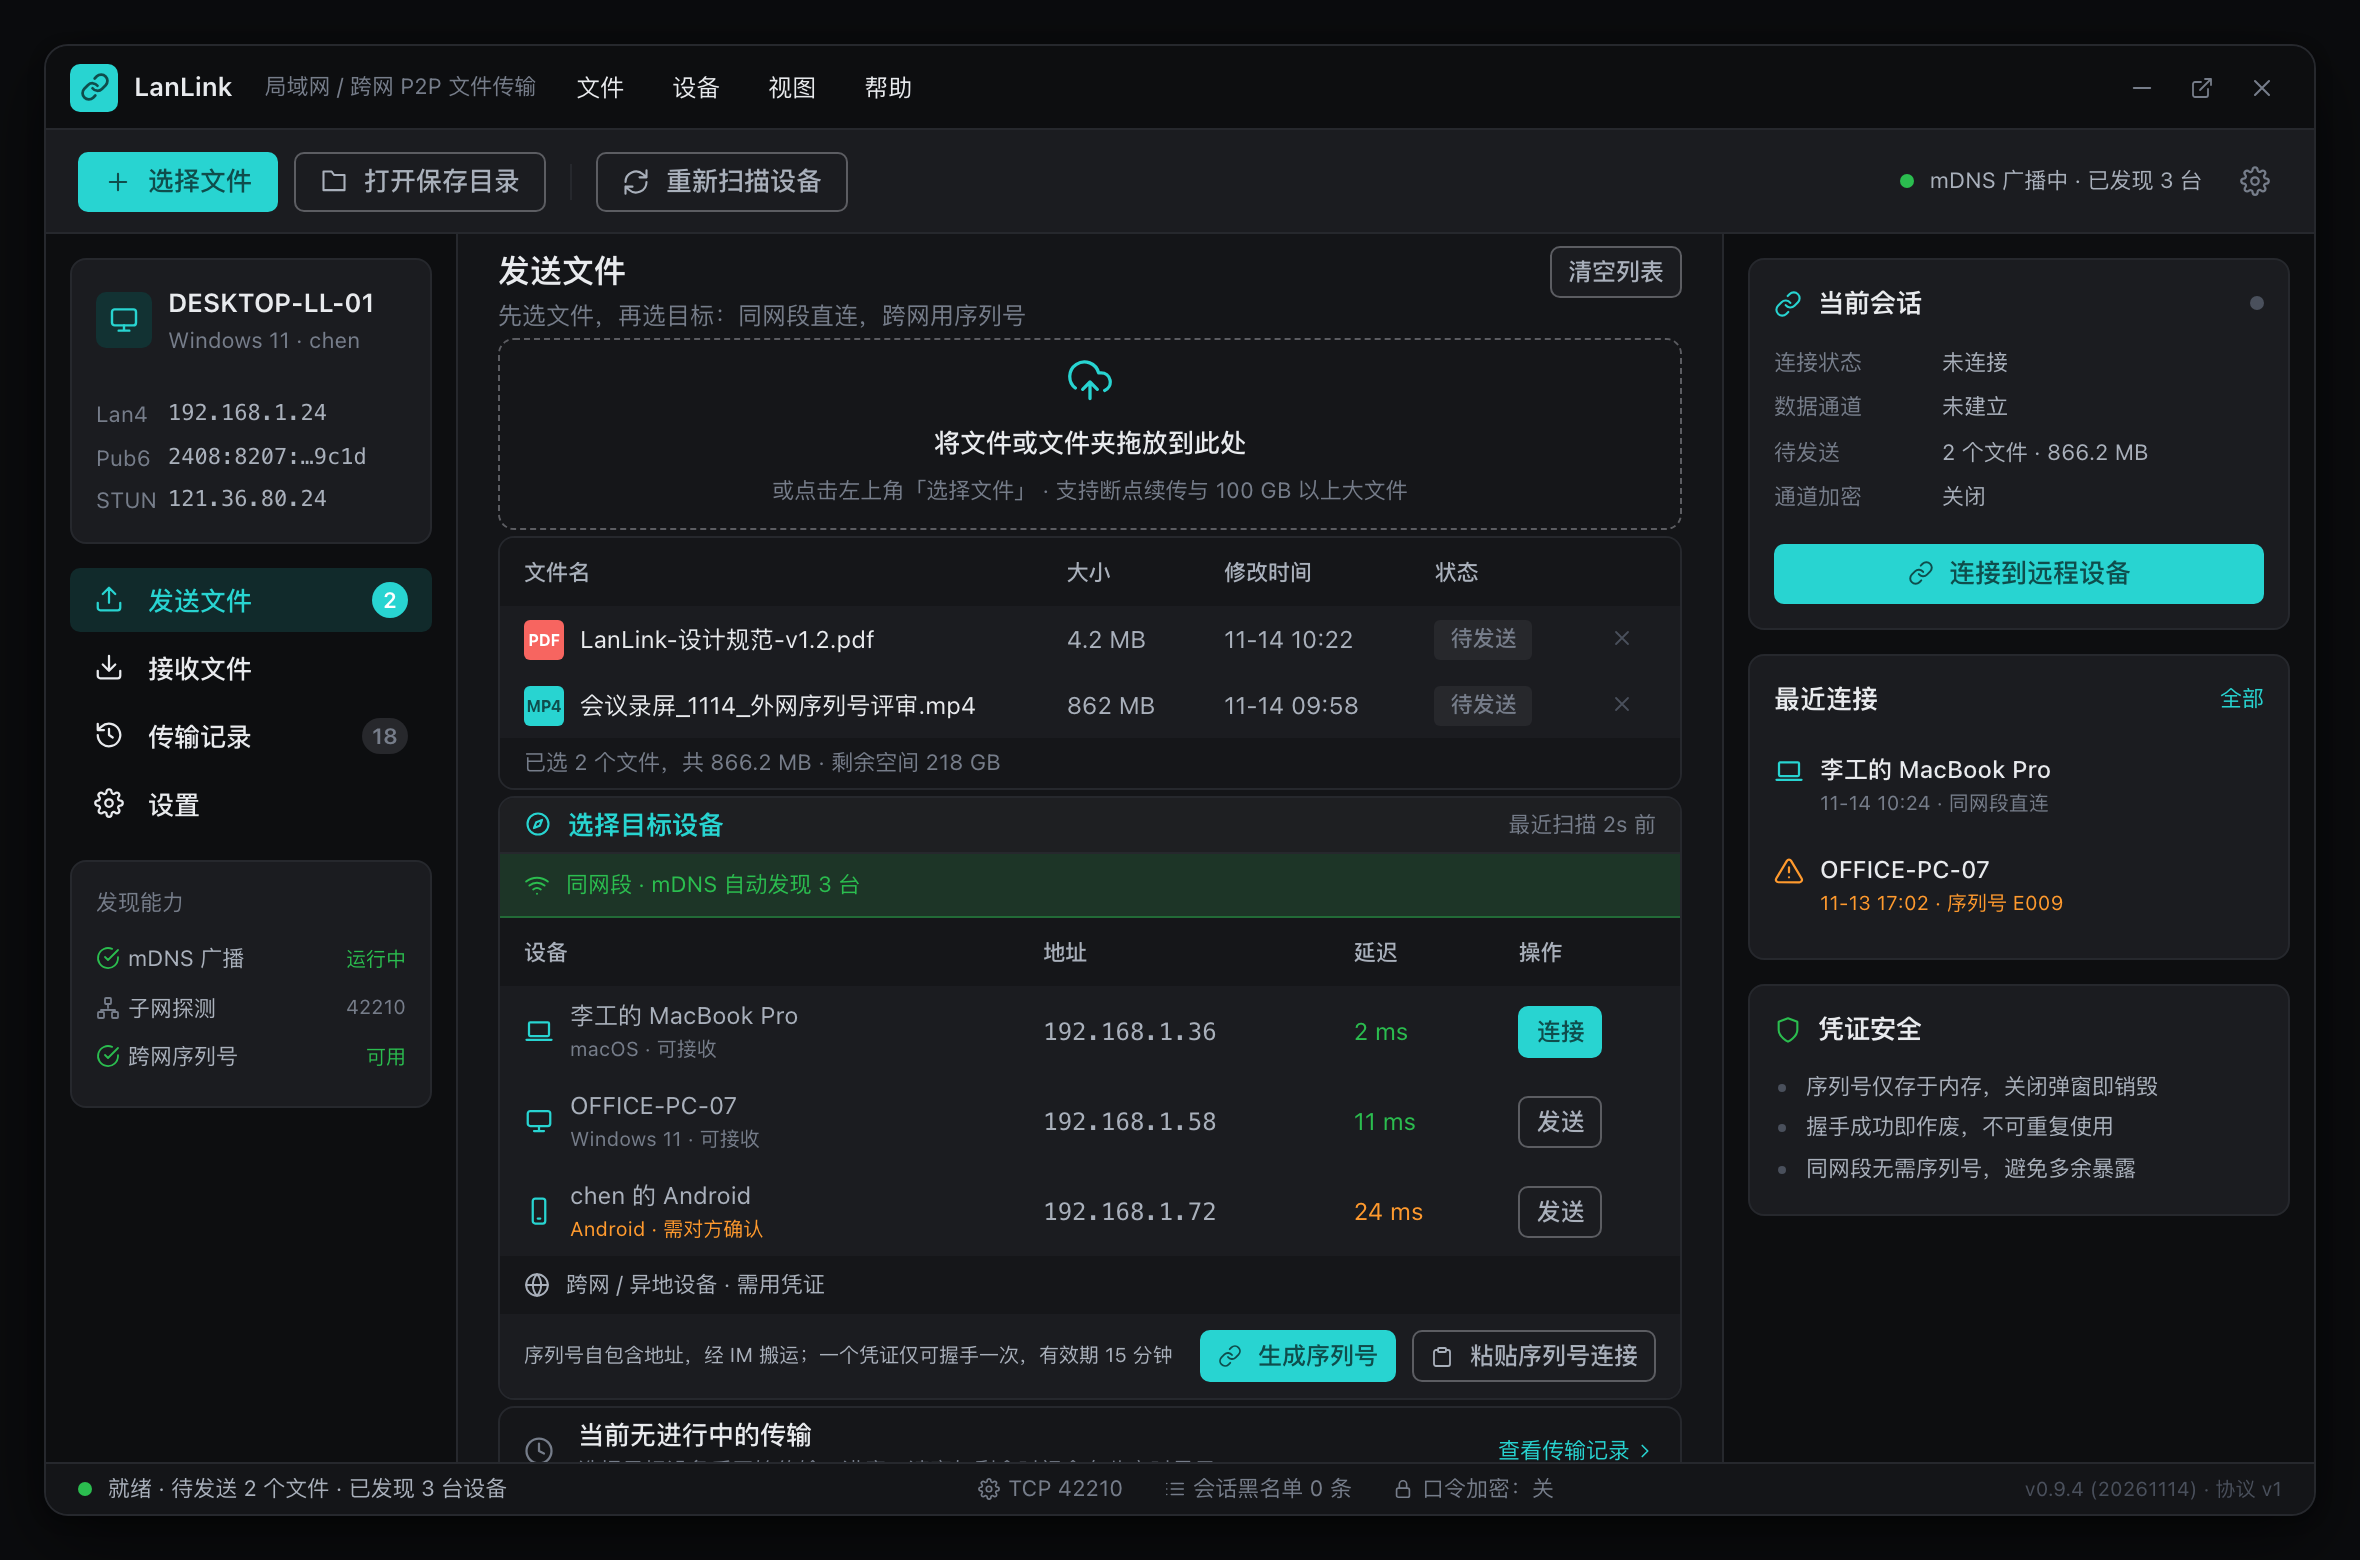 LanLink 局域网 / 跨网 P2P 文件传输 文件 设备 视图 帮助
选择文件 打开保存目录 重新扫描设备 mDNS 广播中 · 已发现 3 台
DESKTOP-LL-01
Windows 11 · chen
Lan4 192.168.1.24
Pub6 2408:8207:…9c1d
STUN 121.36.80.24
发送文件 2
接收文件
传输记录 18
设置
发现能力
mDNS 广播 运行中
子网探测 42210
跨网序列号 可用
发送文件 清空列表
先选文件，再选目标：同网段直连，跨网用序列号
将文件或文件夹拖放到此处
或点击左上角「选择文件」 · 支持断点续传与 100 GB 以上大文件
文件名 大小 修改时间 状态
PDF LanLink-设计规范-v1.2.pdf 4.2 MB 11-14 10:22 待发送
MP4 会议录屏_1114_外网序列号评审.mp4 862 MB 11-14 09:58 待发送
已选 2 个文件，共 866.2 MB · 剩余空间 218 GB
选择目标设备 最近扫描 2s 前
同网段 · mDNS 自动发现 3 台
设备 地址 延迟 操作
李工的 MacBook Pro
macOS · 可接收
192.168.1.36 2 ms 连接
OFFICE-PC-07
Windows 11 · 可接收
192.168.1.58 11 ms 发送
chen 的 Android
Android · 需对方确认
192.168.1.72 24 ms 发送
跨网 / 异地设备 · 需用凭证
序列号自包含地址，经 IM 搬运；一个凭证仅可握手一次，有效期 15 分钟 生成序列号 粘贴序列号连接
当前无进行中的传输
查看传输记录
当前会话
连接状态 未连接
数据通道 未建立
待发送 2 个文件 · 866.2 MB
通道加密 关闭
连接到远程设备
最近连接 全部
李工的 MacBook Pro
11-14 10:24 · 同网段直连
OFFICE-PC-07
11-13 17:02 · 序列号 E009
凭证安全
序列号仅存于内存，关闭弹窗即销毁
握手成功即作废，不可重复使用
同网段无需序列号，避免多余暴露
就绪 · 待发送 2 个文件 · 已发现 3 台设备 TCP 42210 会话黑名单 0 条 口令加密：关 v0.9.4 (20261114) · 协议 v1